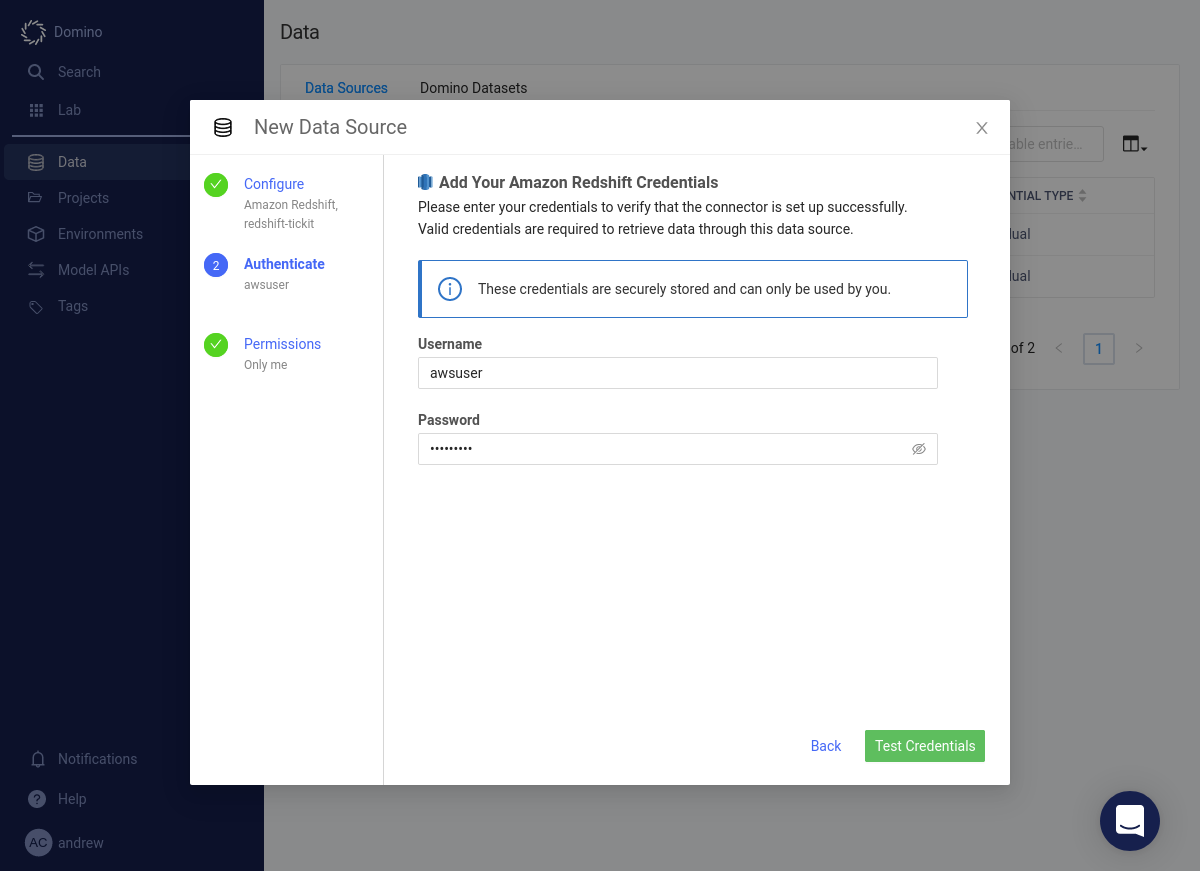 Domino
Search
Lab
Data
Projects
Environments
Model APIs
Tags
Notifications
Help
AC andrew
Data
Data Sources Domino Datasets
able entrie...
NTIAL TYPE
of 2 1
New Data Source
Configure
Amazon Redshift,
redshift-tickit
2 Authenticate
awsuser
Permissions
Only me
Add Your Amazon Redshift Credentials
Please enter your credentials to verify that the connector is set up successfully.
Valid credentials are required to retrieve data through this data source.
These credentials are securely stored and can only be used by you.
Username
awsuser
Password
•••••••••
Back Test Credentials